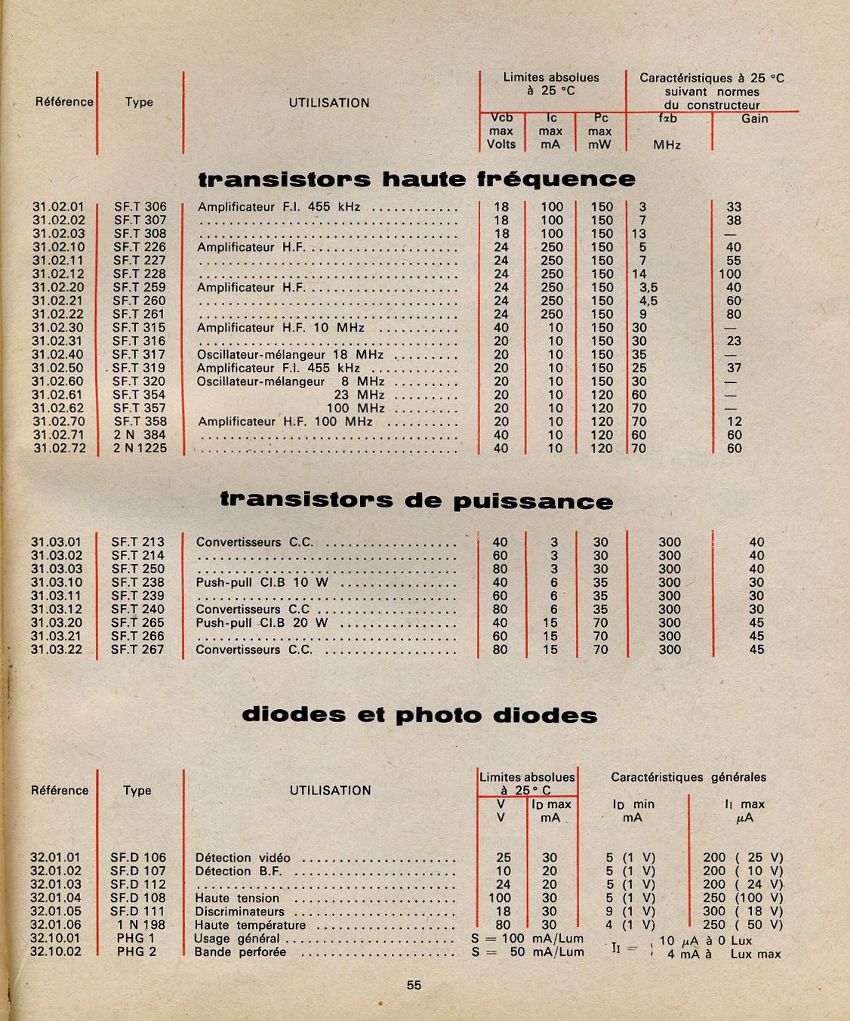 Limites absolues Caractéristiques à 25 °C
Référence Type UTILISATION à 25 °C suivant normes
du constructeur
Vcb Ic Pc fαb Gain
max max max
Volts mA mW MHz
transistors haute fréquence
31.02.01 SF.T 306 Amplificateur F.I. 455 kHz ............ 18 100 150 3 33
31.02.02 SF.T 307 ................................... 18 100 150 7 38
31.02.03 SF.T 308 ................................... 18 100 150 13 —
31.02.10 SF.T 226 Amplificateur H.F. .................... 24 250 150 5 40
31.02.11 SF.T 227 ................................... 24 250 150 7 55
31.02.12 SF.T 228 ................................... 24 250 150 14 100
31.02.20 SF.T 259 Amplificateur H.F. .................... 24 250 150 3,5 40
31.02.21 SF.T 260 ................................... 24 250 150 4,5 60
31.02.22 SF.T 261 ................................... 24 250 150 9 80
31.02.30 SF.T 315 Amplificateur H.F. 10 MHz ........... 40 10 150 30 —
31.02.31 SF.T 316 ................................... 20 10 150 30 23
31.02.40 SF.T 317 Oscillateur-mélangeur 18 MHz ......... 20 10 150 35 —
31.02.50 SF.T 319 Amplificateur F.I. 455 kHz ............ 20 10 150 25 37
31.02.60 SF.T 320 Oscillateur-mélangeur 8 MHz ......... 20 10 150 30 —
31.02.61 SF.T 354 23 MHz ......... 20 10 120 60 —
31.02.62 SF.T 357 100 MHz ......... 20 10 120 70 —
31.02.70 SF.T 358 Amplificateur H.F. 100 MHz .......... 20 10 120 70 12
31.02.71 2 N 384 ................................... 40 10 120 60 60
31.02.72 2 N 1225 ................................... 40 10 120 70 60
transistors de puissance
31.03.01 SF.T 213 Convertisseurs C.C. .................. 40 3 30 300 40
31.03.02 SF.T 214 ................................... 60 3 30 300 40
31.03.03 SF.T 250 ................................... 80 3 30 300 40
31.03.10 SF.T 238 Push-pull Cl.B 10 W ................ 40 6 35 300 30
31.03.11 SF.T 239 ................................... 60 6 35 300 30
31.03.12 SF.T 240 Convertisseurs C.C ................... 80 6 35 300 30
31.03.20 SF.T 265 Push-pull Cl.B 20 W ................ 40 15 70 300 45
31.03.21 SF.T 266 ................................... 60 15 70 300 45
31.03.22 SF.T 267 Convertisseurs C.C. .................. 80 15 70 300 45
diodes et photo diodes
Limites absolues Caractéristiques générales
Référence Type UTILISATION à 25° C
V ID max ID min II max
V mA mA µA
32.01.01 SF.D 106 Détection vidéo ..................... 25 30 5 (1 V) 200 ( 25 V)
32.01.02 SF.D 107 Détection B.F. ...................... 10 20 5 (1 V) 200 ( 10 V)
32.01.03 SF.D 112 ................................... 24 20 5 (1 V) 200 ( 24 V)
32.01.04 SF.D 108 Haute tension ...................... 100 30 5 (1 V) 250 (100 V)
32.01.05 SF.D 111 Discriminateurs ...................... 18 30 9 (1 V) 300 ( 18 V)
32.01.06 1 N 198 Haute température ................... 80 30 4 (1 V) 250 ( 50 V)
32.10.01 PHG 1 Usage général ....................... S = 100 mA/Lum II = 10 µA à 0 Lux
32.10.02 PHG 2 Bande perforée ..................... S = 50 mA/Lum 4 mA à Lux max
55